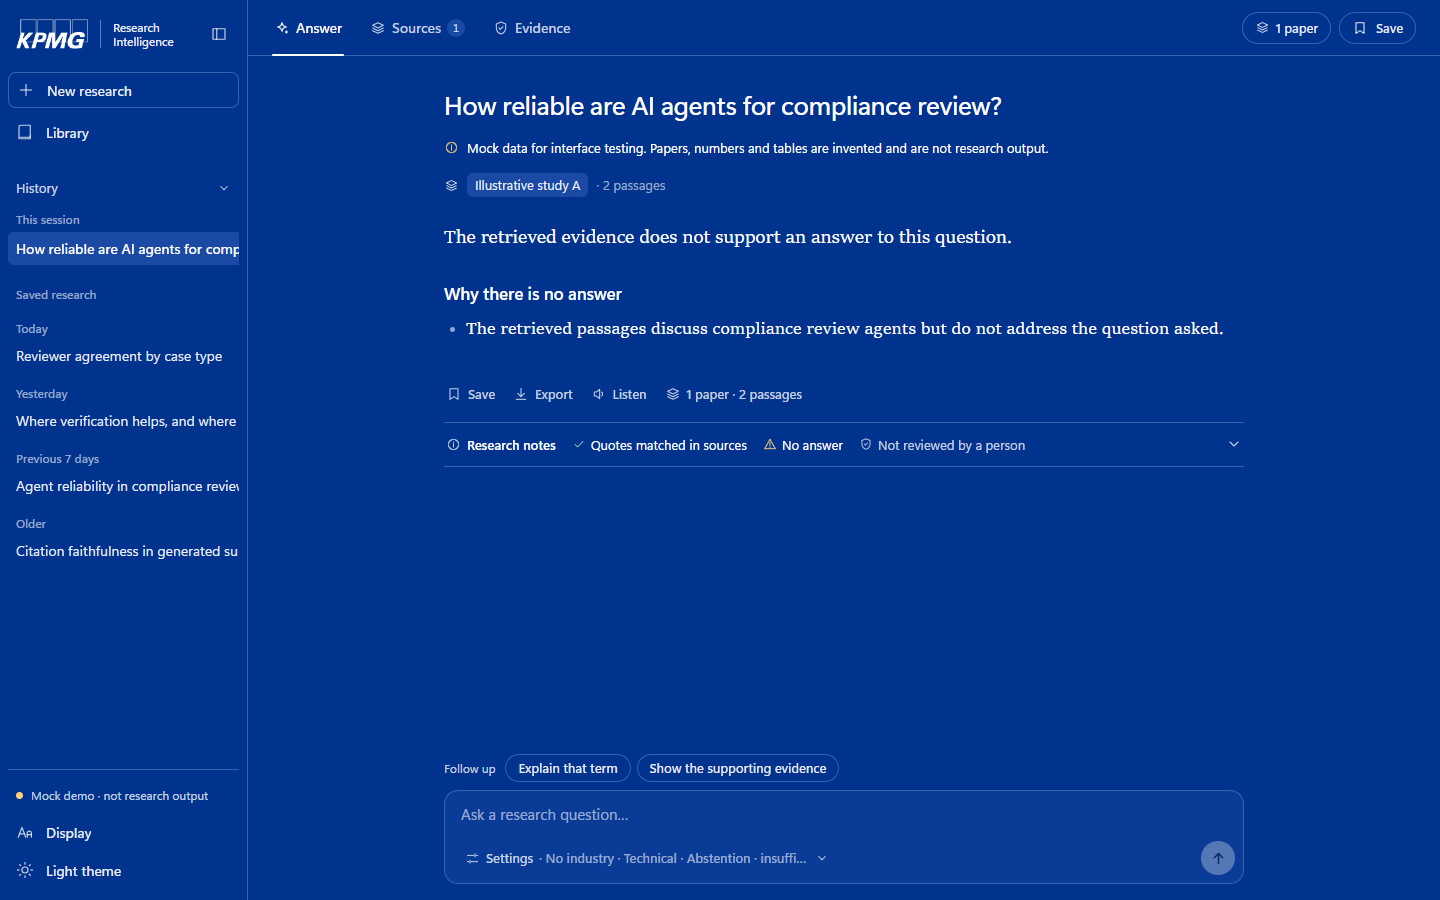 KPMG
Research
Intelligence
New research
Library
History
This session
How reliable are AI agents for comp
Saved research
Today
Reviewer agreement by case type
Yesterday
Where verification helps, and where
Previous 7 days
Agent reliability in compliance review
Older
Citation faithfulness in generated su
Mock demo · not research output
Display
Light theme
Answer
Sources 1
Evidence
1 paper
Save
How reliable are AI agents for compliance review?
Mock data for interface testing. Papers, numbers and tables are invented and are not research output.
Illustrative study A · 2 passages
The retrieved evidence does not support an answer to this question.
Why there is no answer
• The retrieved passages discuss compliance review agents but do not address the question asked.
Save Export Listen 1 paper · 2 passages
Research notes Quotes matched in sources No answer Not reviewed by a person
Follow up Explain that term Show the supporting evidence
Ask a research question...
Settings · No industry · Technical · Abstention · insuffi...